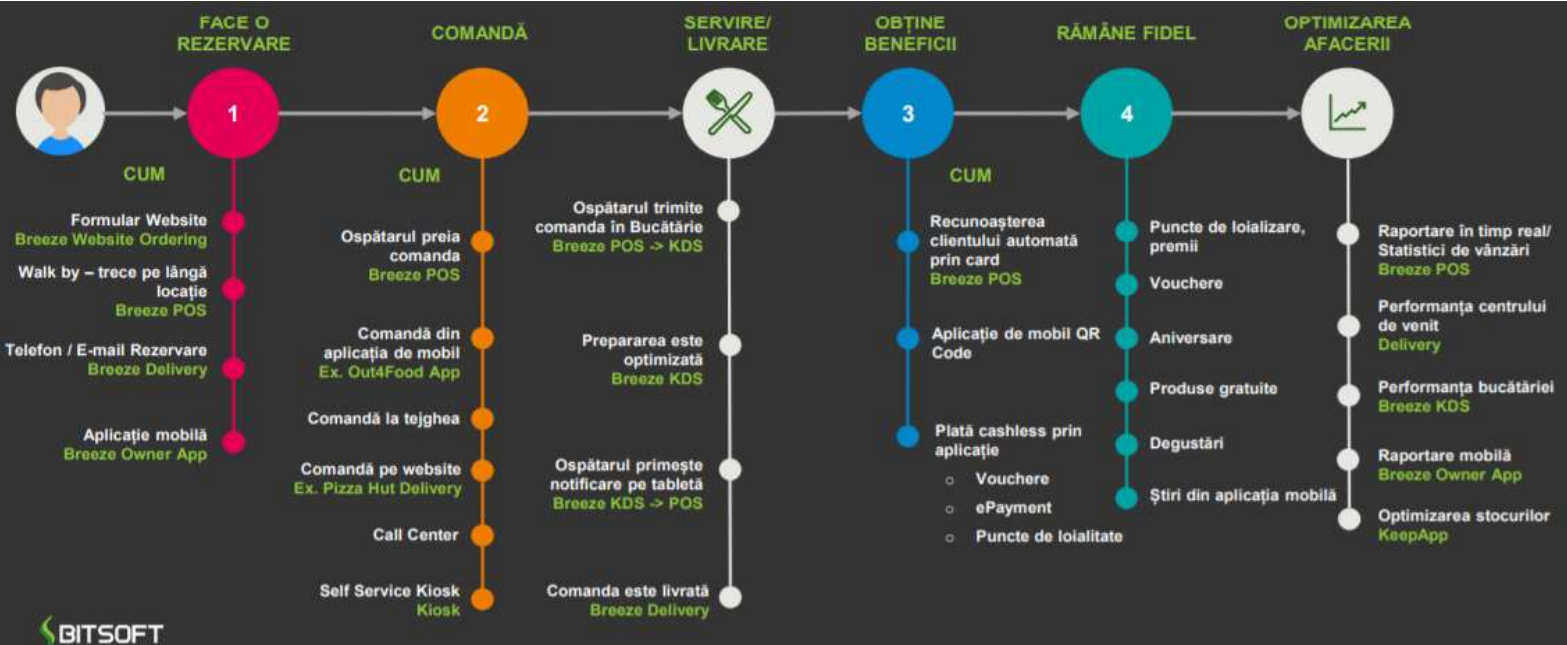 FACE O
REZERVARE
COMANDĂ
SERVIRE/
LIVRARE
OBȚINE
BENEFICII
RĂMÂNE FIDEL
OPTIMIZAREA
AFACERII
1
2
3
4
CUM
Formular Website
Breeze Website Ordering
Walk by – trece pe lângă
locație
Breeze POS
Telefon / E-mail Rezervare
Breeze Delivery
Aplicație mobilă
Breeze Owner App
CUM
Ospătarul preia
comanda
Breeze POS
Comandă din
aplicația de mobil
Ex. Out4Food App
Comandă la tejghea
Comandă pe website
Ex. Pizza Hut Delivery
Call Center
Self Service Kiosk
Kiosk
Ospătarul trimite
comanda în Bucătărie
Breeze POS -> KDS
Prepararea este
optimizată
Breeze KDS
Ospătarul primește
notificare pe tabletă
Breeze KDS -> POS
Comanda este livrată
Breeze Delivery
CUM
Recunoașterea
clientului automată
prin card
Breeze POS
Aplicație de mobil QR
Code
Plată cashless prin
aplicație
o Vouchere
o ePayment
o Puncte de loialitate
Puncte de loializare,
premii
Vouchere
Aniversare
Produse gratuite
Degustări
Știri din aplicația mobilă
Raportare în timp real/
Statistici de vânzări
Breeze POS
Performanța centrului
de venit
Delivery
Performanța bucătăriei
Breeze KDS
Raportare mobilă
Breeze Owner App
Optimizarea stocurilor
KeepApp
BITSOFT